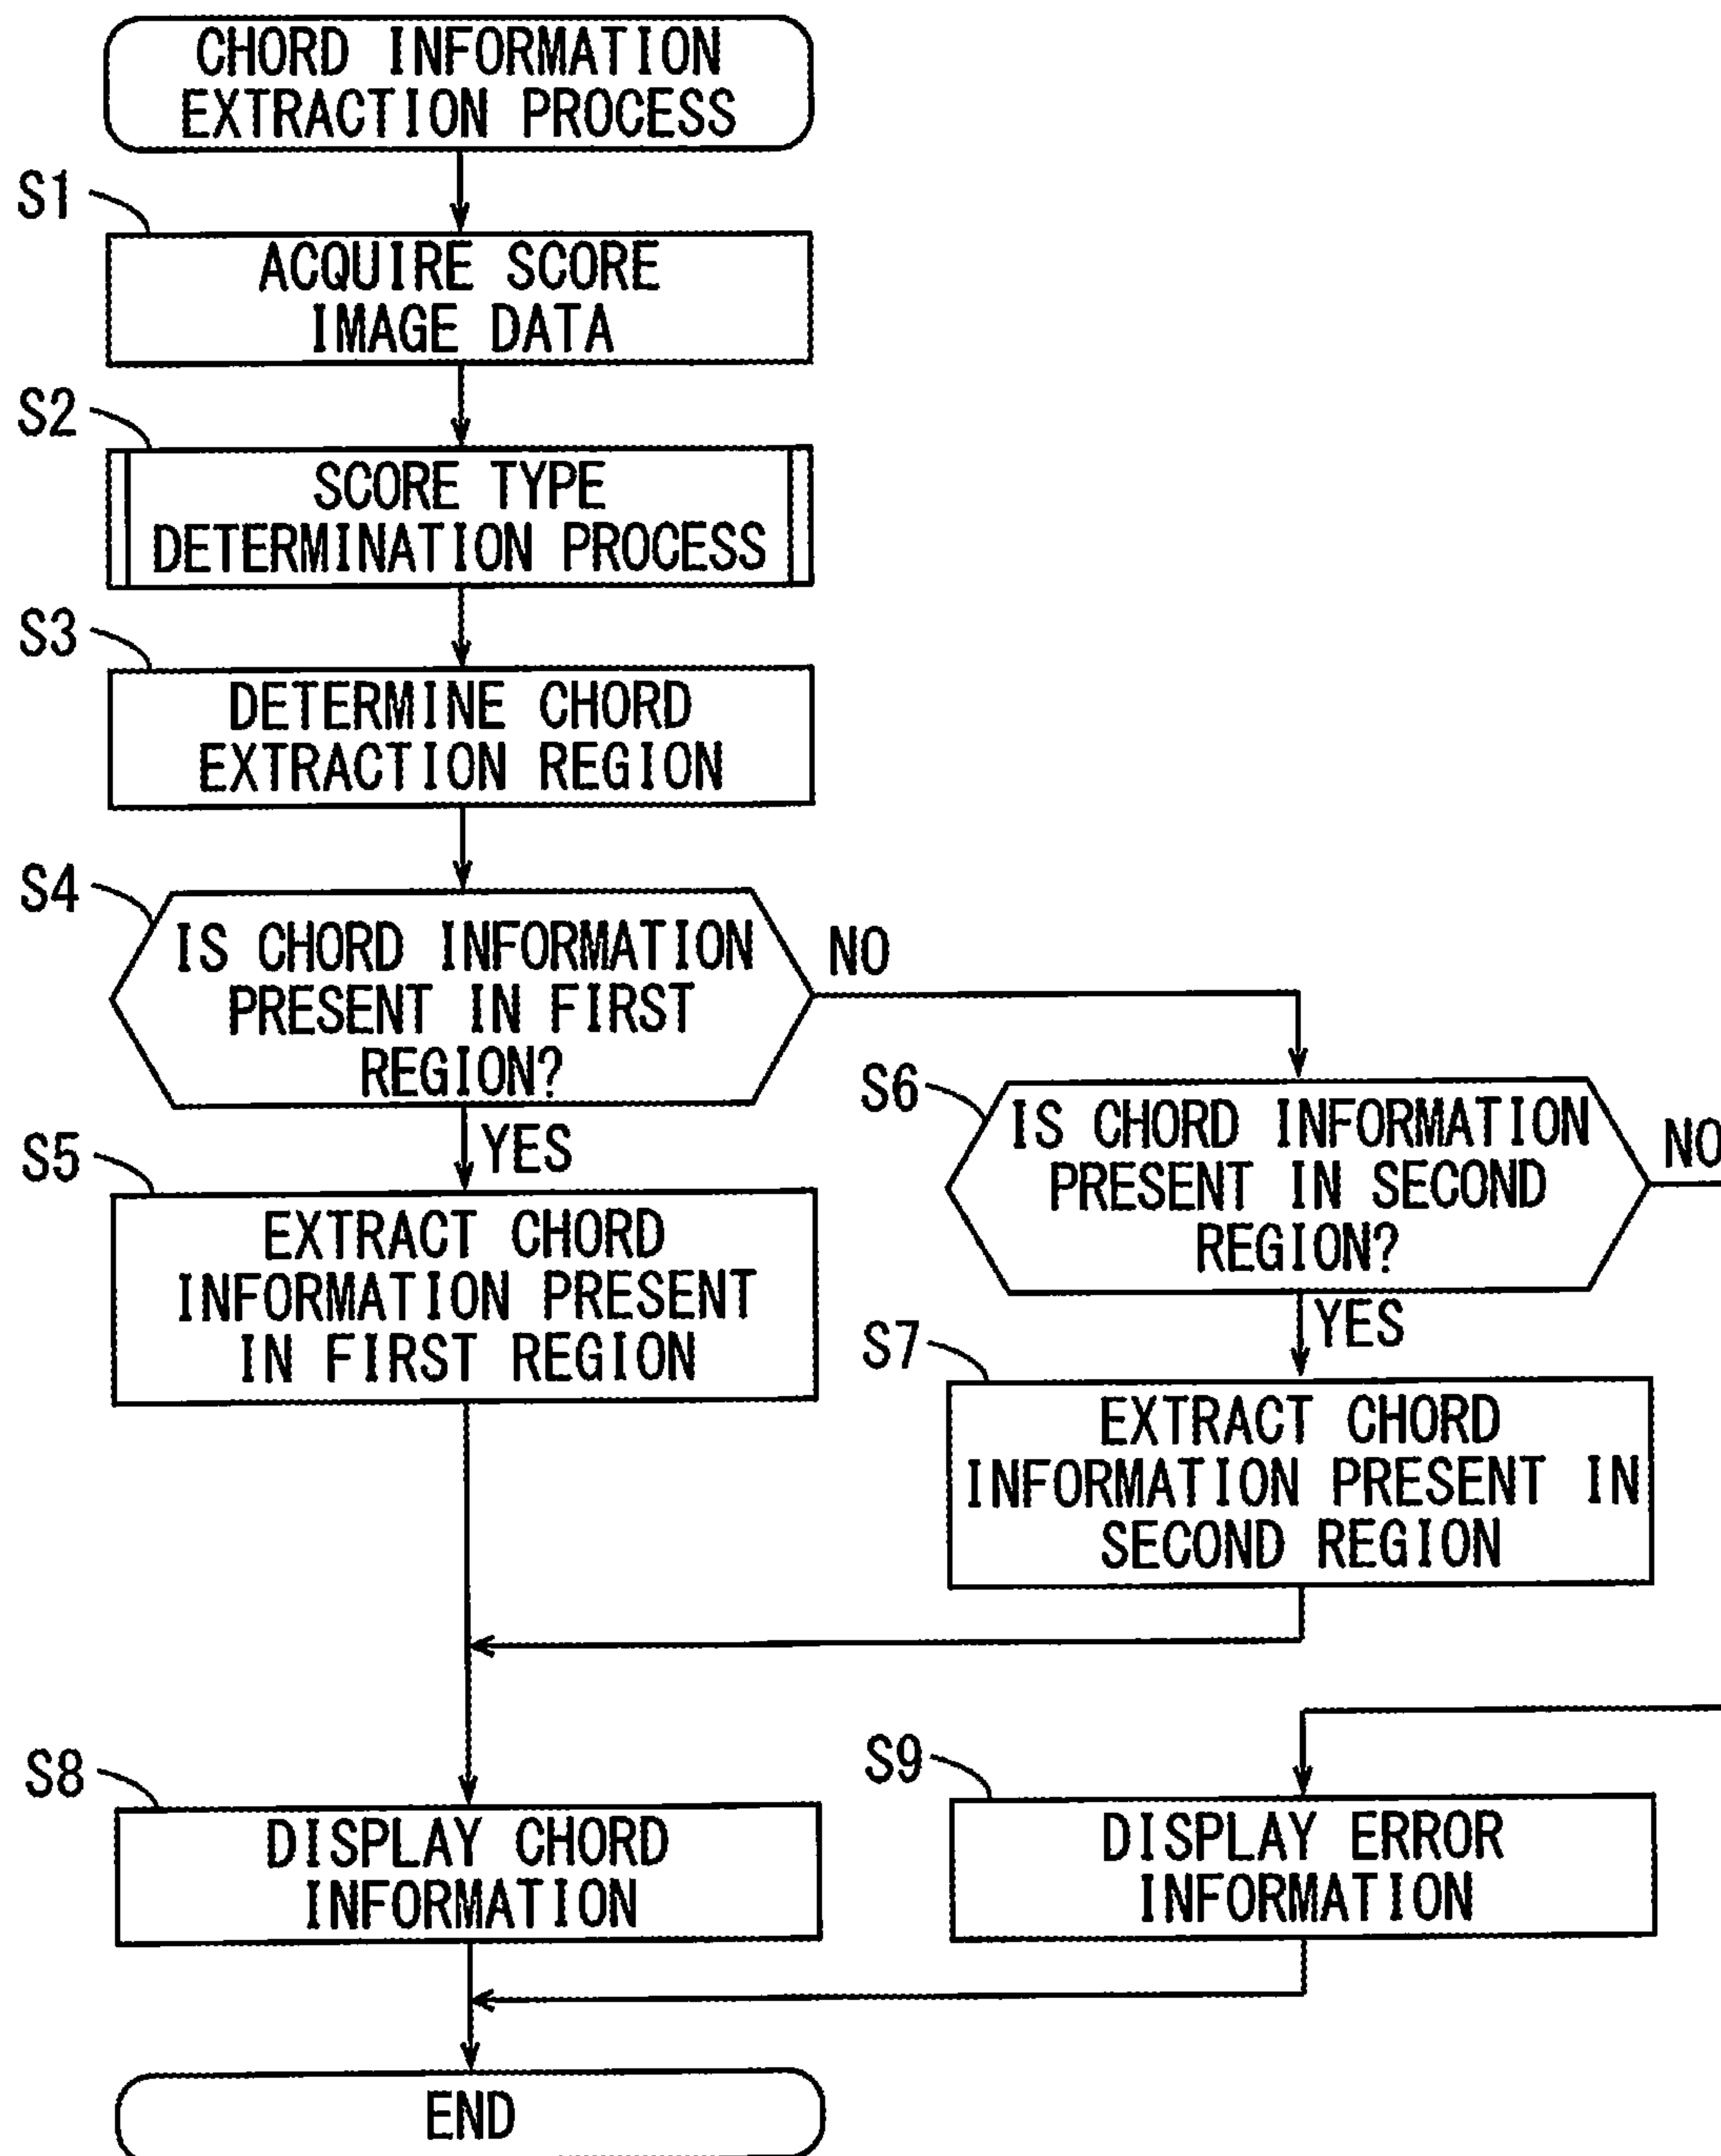 CHORD INFORMATION
EXTRACTION PROCESS
S1
ACQUIRE SCORE
IMAGE DATA
S2
SCORE TYPE
DETERMINATION PROCESS
S3
DETERMINE CHORD
EXTRACTION REGION
S4
IS CHORD INFORMATION
PRESENT IN FIRST
REGION?
NO
YES
S5
EXTRACT CHORD
INFORMATION PRESENT
IN FIRST REGION
S6
IS CHORD INFORMATION
PRESENT IN SECOND
REGION?
NO
YES
S7
EXTRACT CHORD
INFORMATION PRESENT IN
SECOND REGION
S8
DISPLAY CHORD
INFORMATION
S9
DISPLAY ERROR
INFORMATION
END